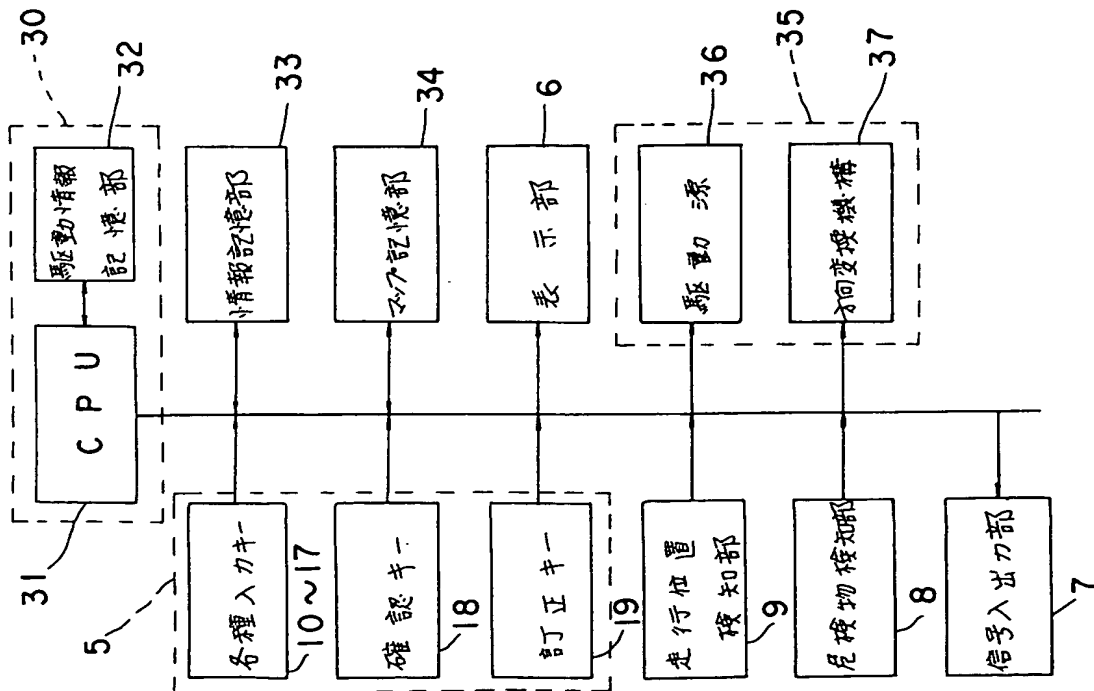 30
駆動情報
記憶部
32
CPU
31
情報記憶部
33
マップ記憶部
34
表示部
6
駆動源
36
35
方向変換機構
37
5
各種入力キー
10~17
確認キー
18
訂正キー
19
走行位置
検知部
9
危検物検知部
8
信号入出力部
7